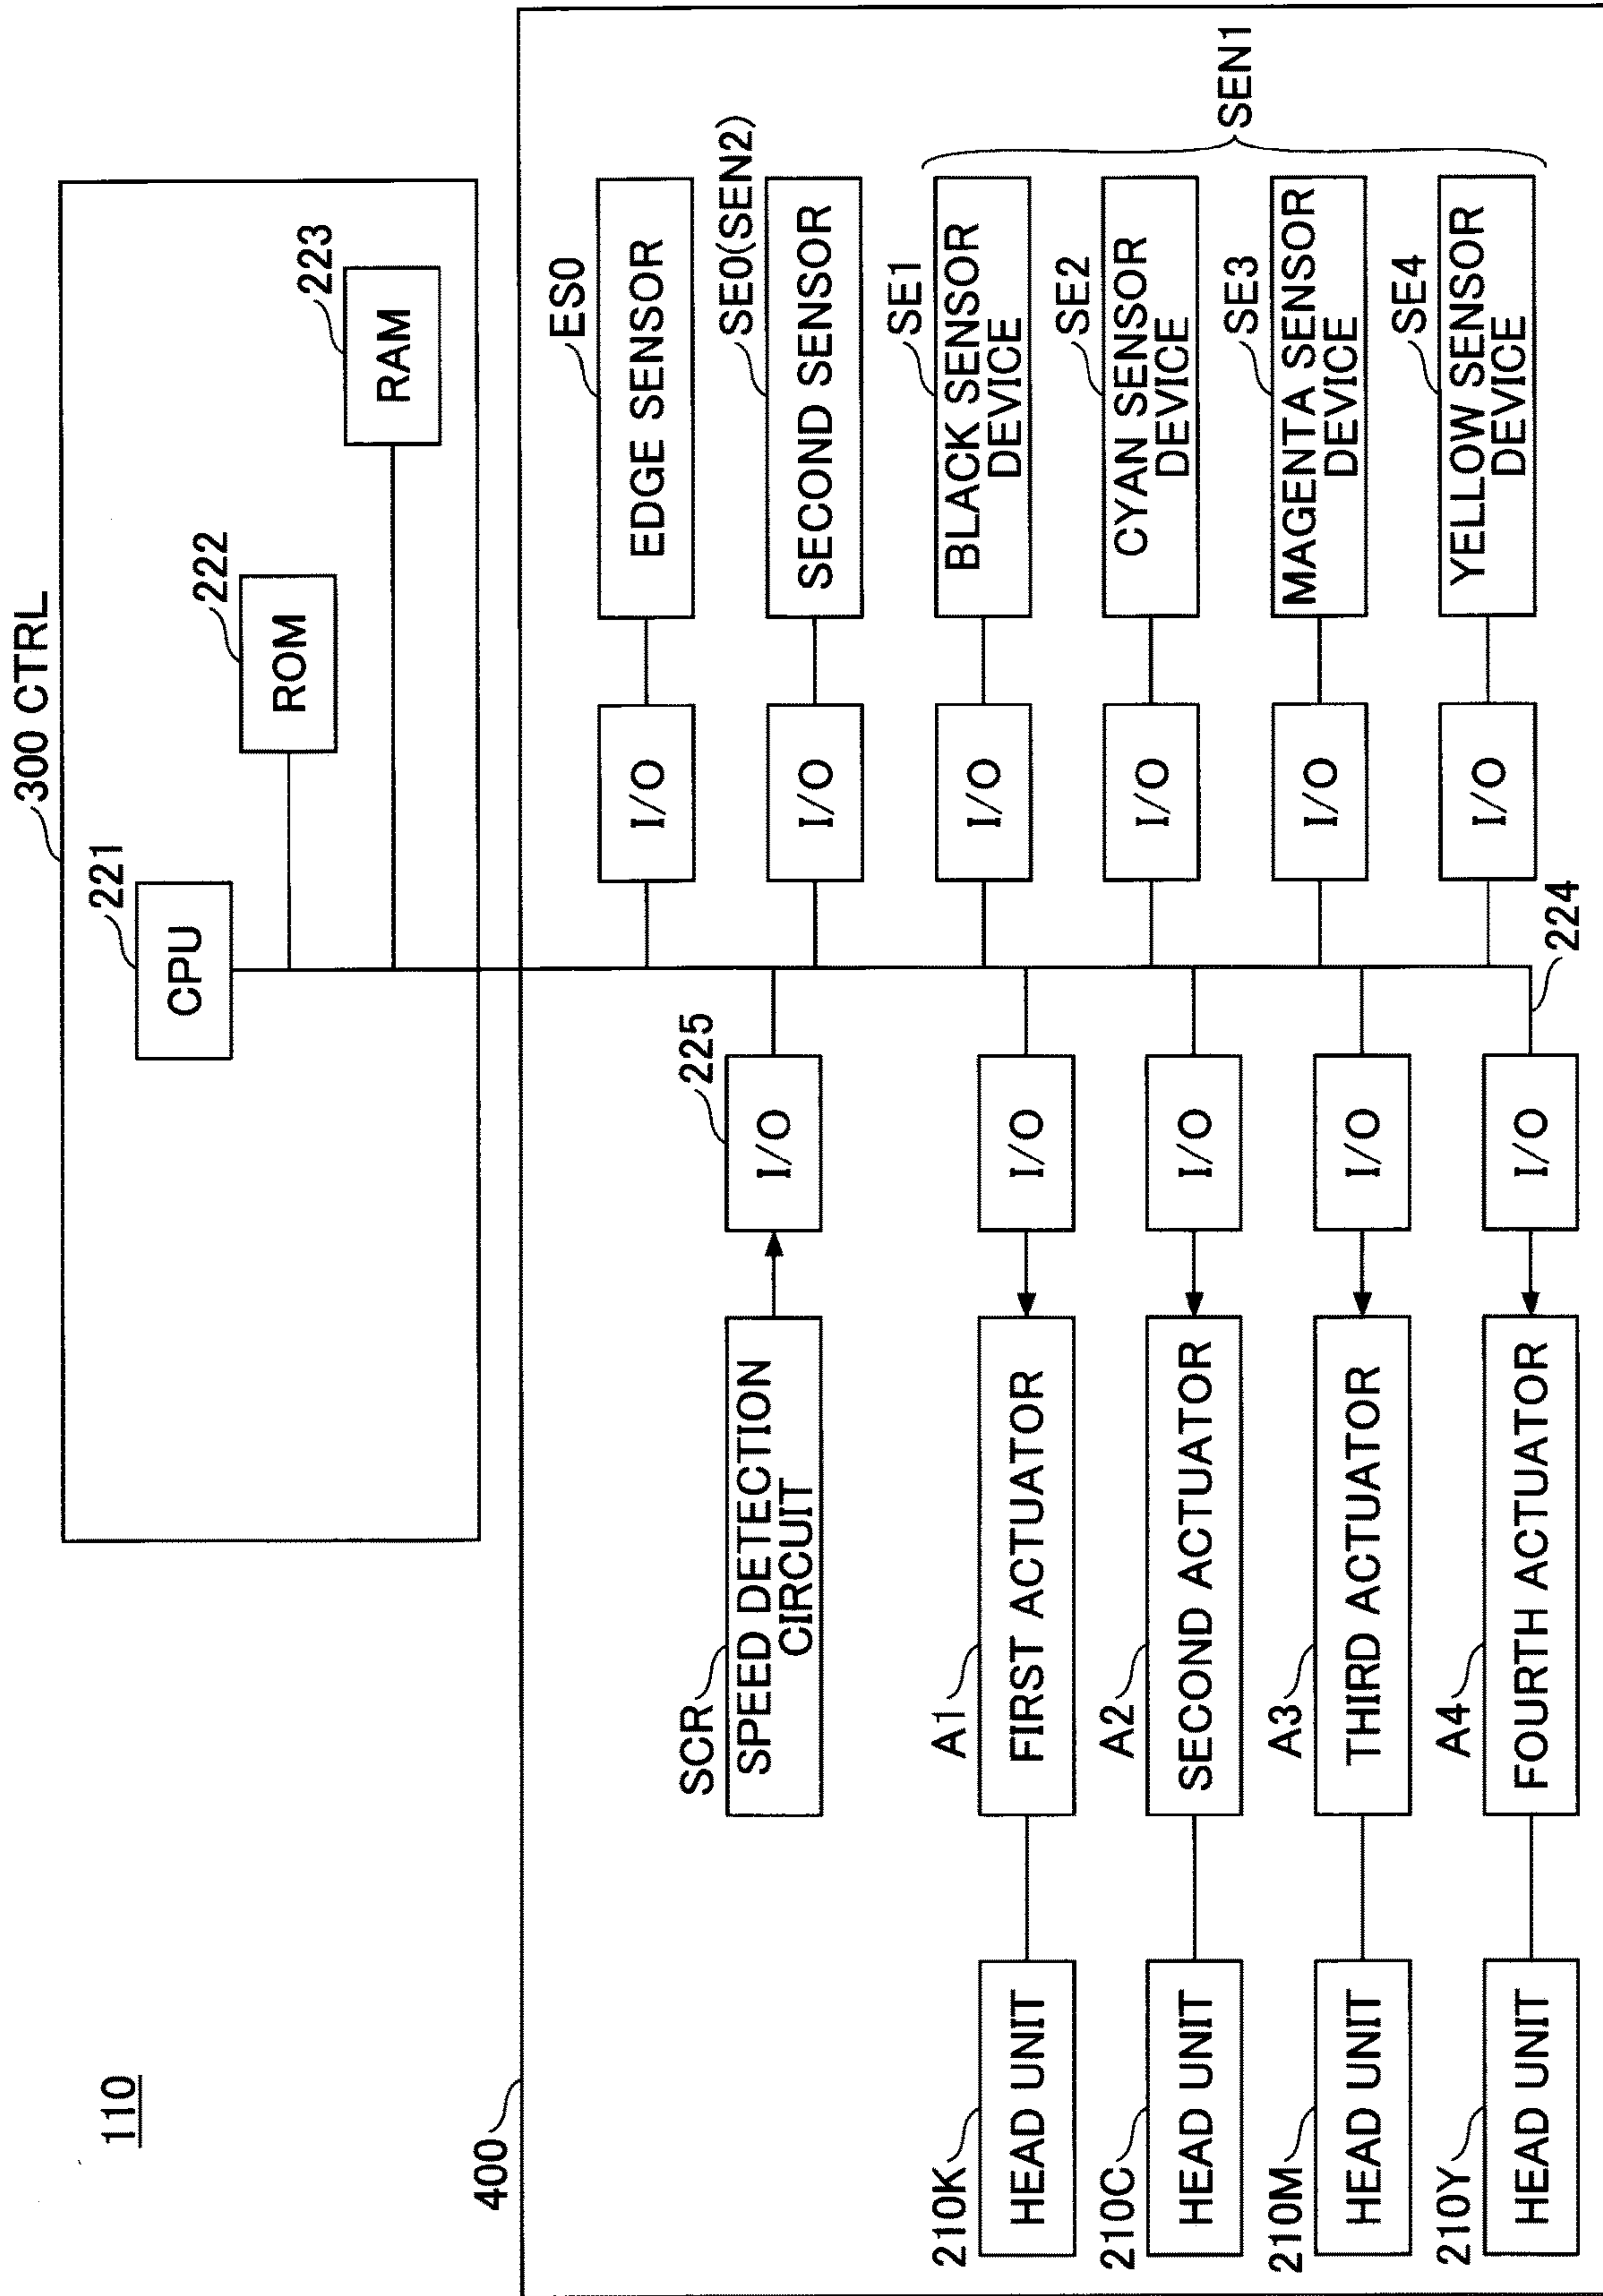 110
300 CTRL
221
CPU
222
ROM
223
RAM
400
SCR
SPEED DETECTION
CIRCUIT
225
I/O
ES0
EDGE SENSOR
I/O
SE0(SEN2)
SECOND SENSOR
I/O
210K
HEAD UNIT
A1
FIRST ACTUATOR
I/O
I/O
SE1
BLACK SENSOR
DEVICE
210C
HEAD UNIT
A2
SECOND ACTUATOR
I/O
I/O
SE2
CYAN SENSOR
DEVICE
210M
HEAD UNIT
A3
THIRD ACTUATOR
I/O
I/O
SE3
MAGENTA SENSOR
DEVICE
210Y
HEAD UNIT
A4
FOURTH ACTUATOR
I/O
I/O
SE4
YELLOW SENSOR
DEVICE
SEN1
224